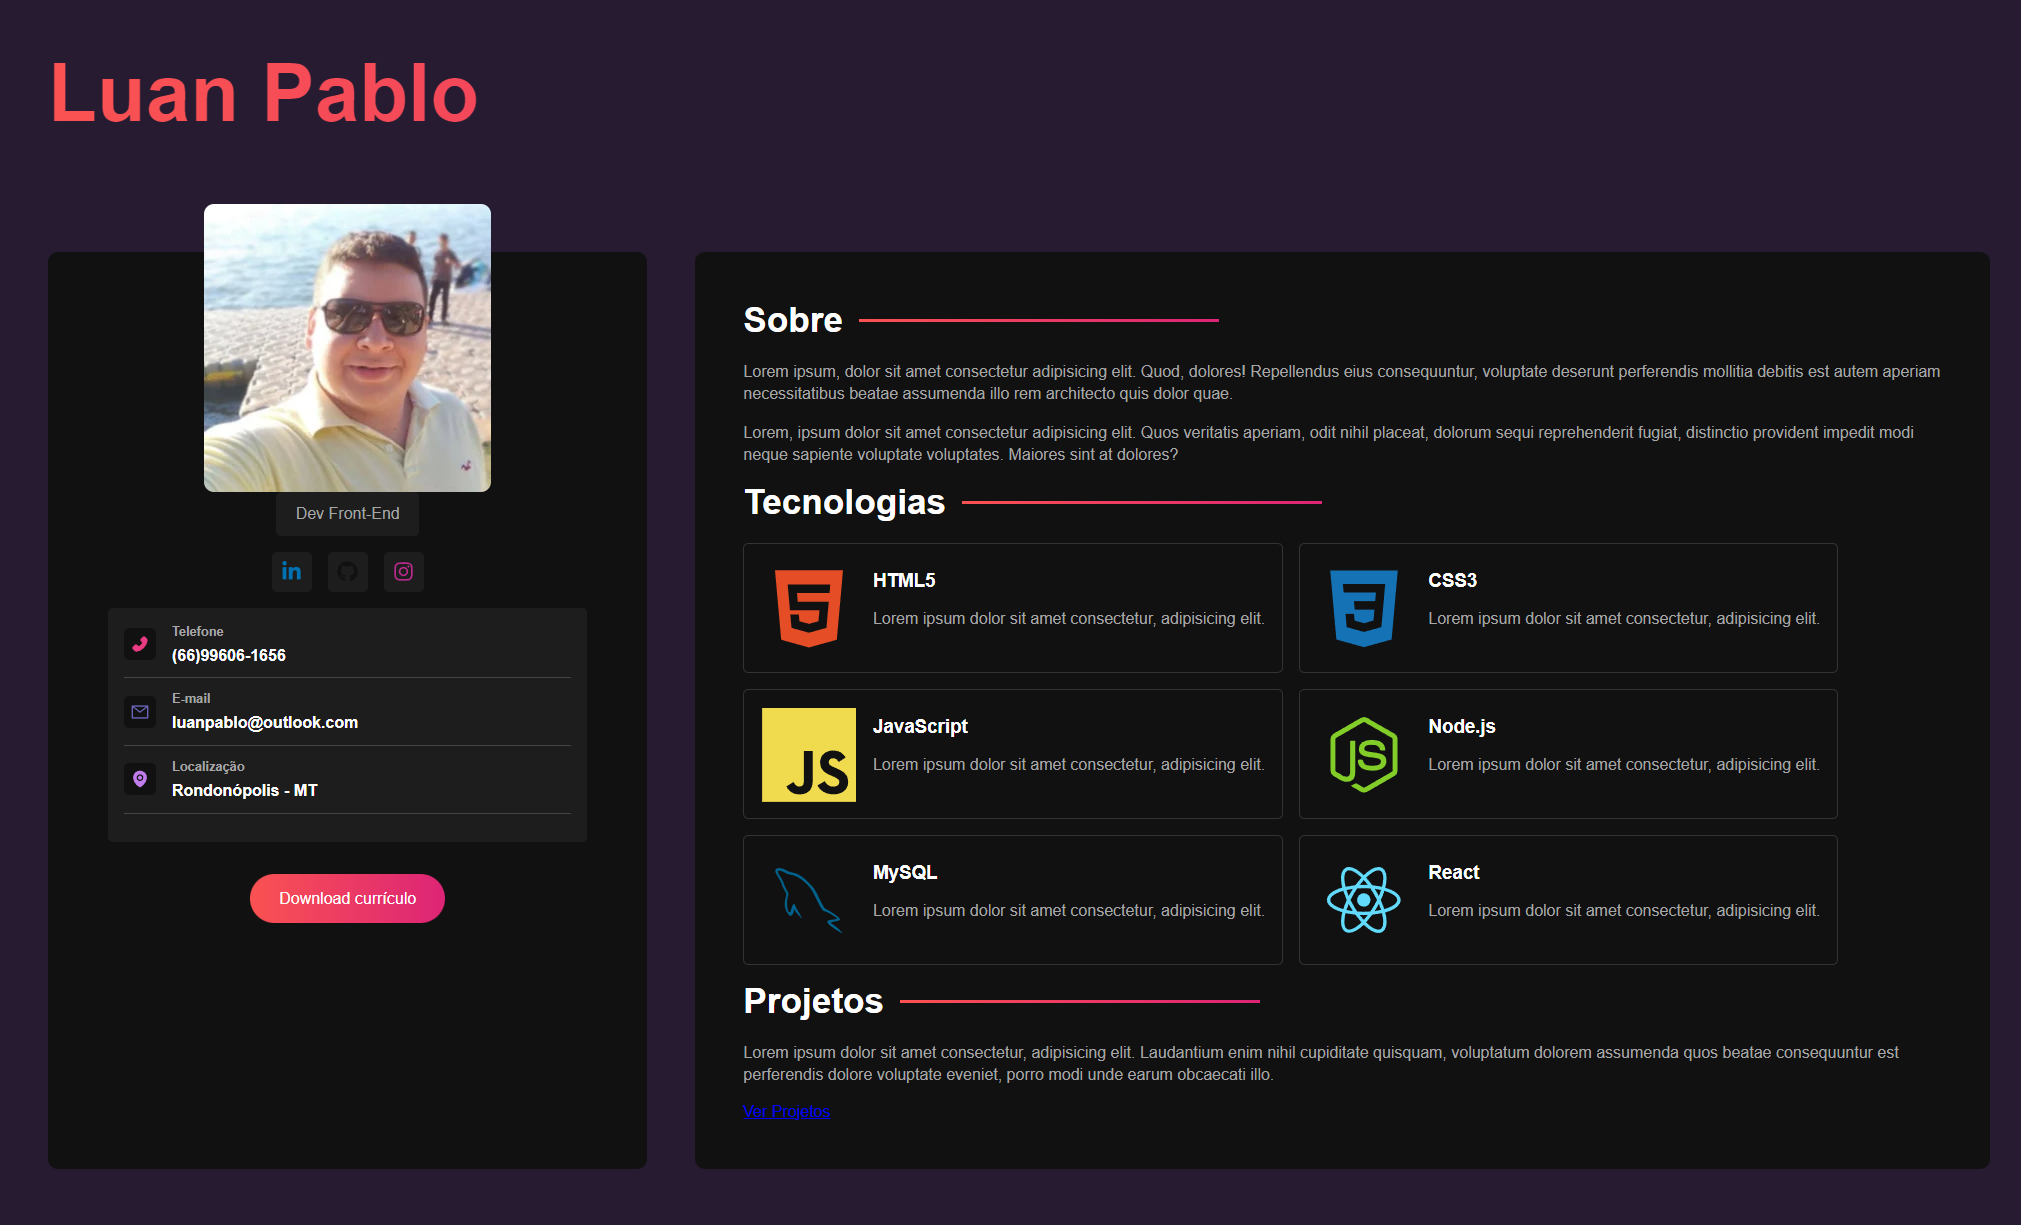 Luan Pablo
Dev Front-End
in
Telefone
(66)99606-1656
E-mail
luanpablo@outlook.com
Localização
Rondonópolis - MT
Download currículo
Sobre
Lorem ipsum, dolor sit amet consectetur adipisicing elit. Quod, dolores! Repellendus eius consequuntur, voluptate deserunt perferendis mollitia debitis est autem aperiam
necessitatibus beatae assumenda illo rem architecto quis dolor quae.
Lorem, ipsum dolor sit amet consectetur adipisicing elit. Quos veritatis aperiam, odit nihil placeat, dolorum sequi reprehenderit fugiat, distinctio provident impedit modi
neque sapiente voluptate voluptates. Maiores sint at dolores?
Tecnologias
HTML5
Lorem ipsum dolor sit amet consectetur, adipisicing elit.
CSS3
Lorem ipsum dolor sit amet consectetur, adipisicing elit.
JS
JavaScript
Lorem ipsum dolor sit amet consectetur, adipisicing elit.
JS
Node.js
Lorem ipsum dolor sit amet consectetur, adipisicing elit.
MySQL
Lorem ipsum dolor sit amet consectetur, adipisicing elit.
React
Lorem ipsum dolor sit amet consectetur, adipisicing elit.
Projetos
Lorem ipsum dolor sit amet consectetur, adipisicing elit. Laudantium enim nihil cupiditate quisquam, voluptatum dolorem assumenda quos beatae consequuntur est
perferendis dolore voluptate eveniet, porro modi unde earum obcaecati illo.
Ver Projetos